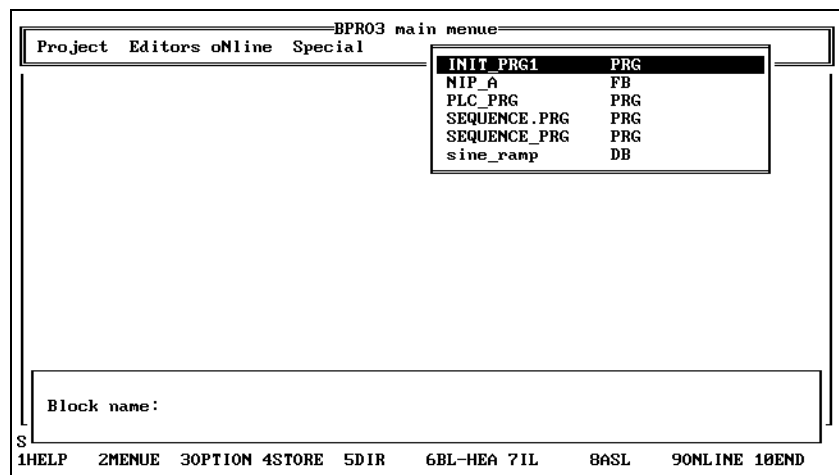 BPRO3 main menue
Project Editors oNline Special
INIT_PRG1 PRG
NIP_A FB
PLC_PRG PRG
SEQUENCE.PRG PRG
SEQUENCE_PRG PRG
sine_ramp DB
Block name:
S
1HELP 2MENUE 3OPTION 4STORE 5DIR 6BL-HEA 7IL 8ASL 9ONLINE 10END